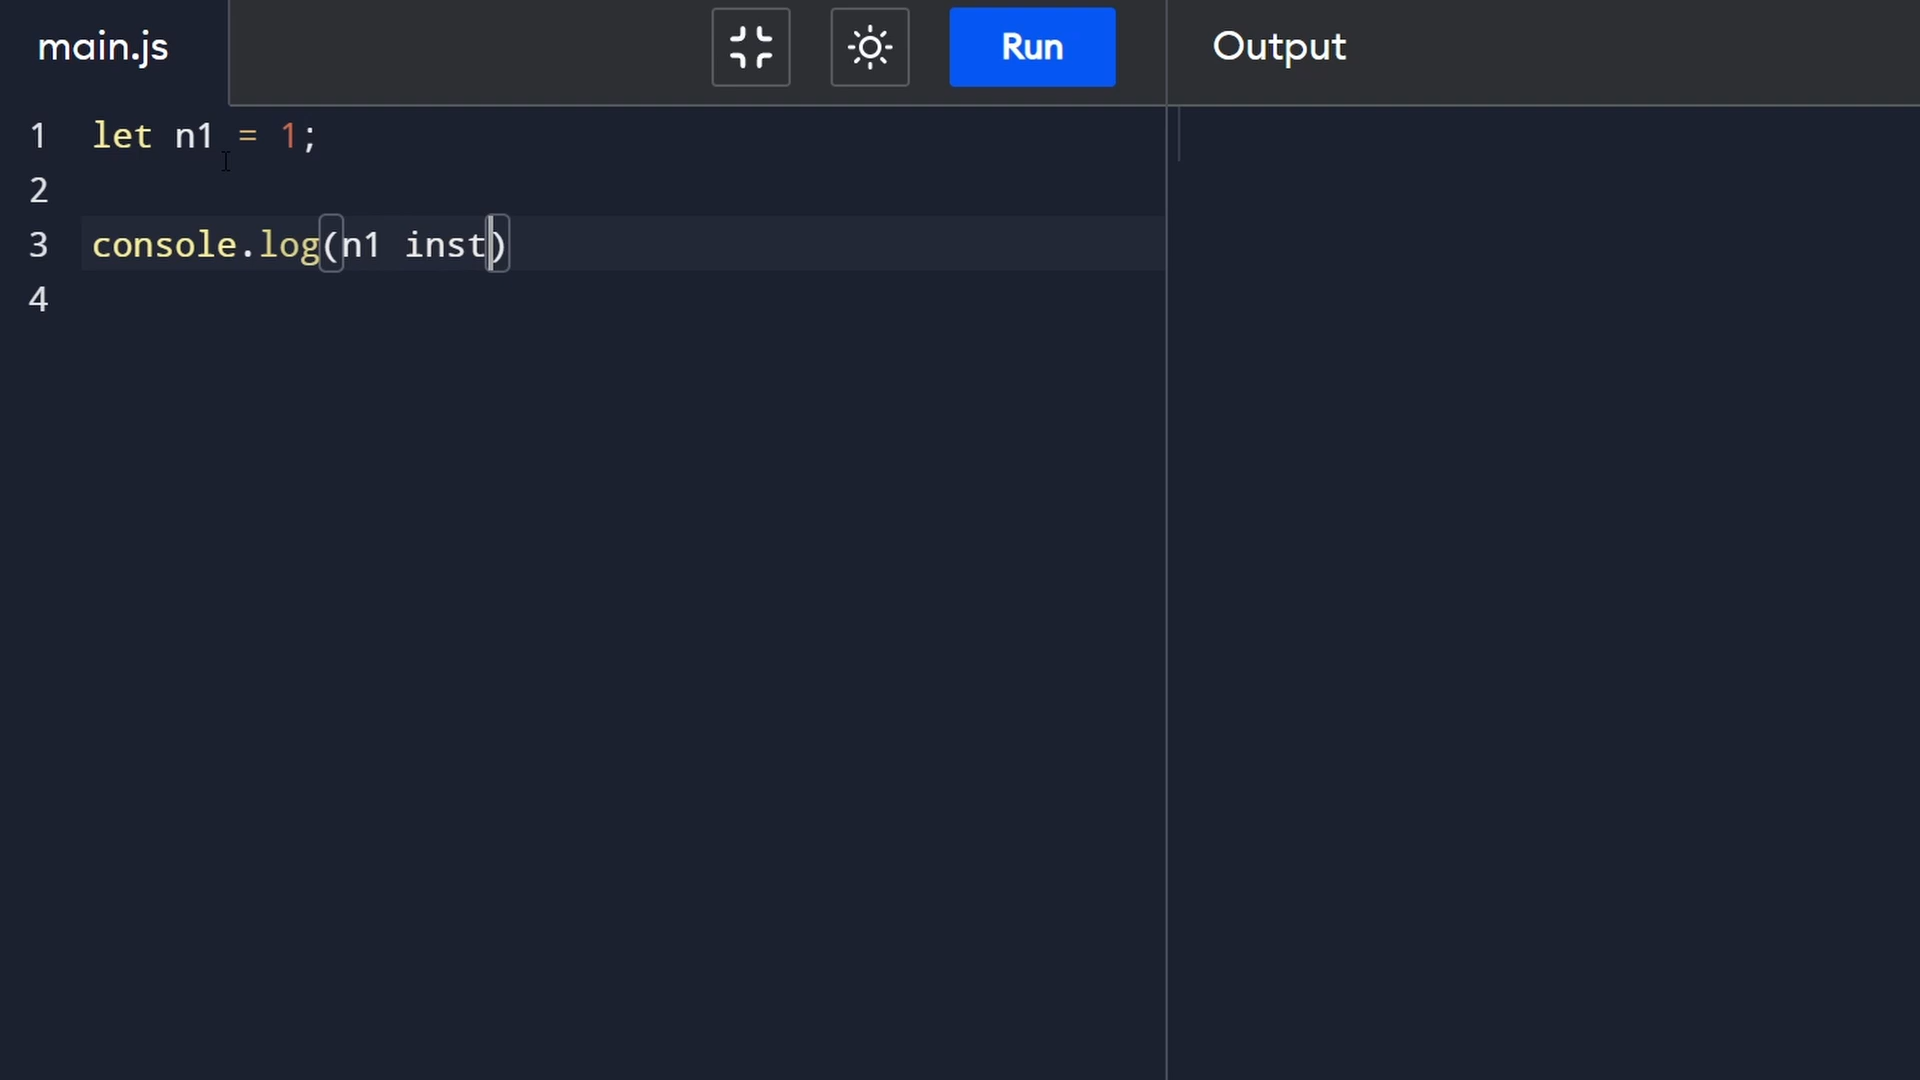 main.js
Run
Output
1 let n1 = 1;
2
3 console.log(n1 inst)
4